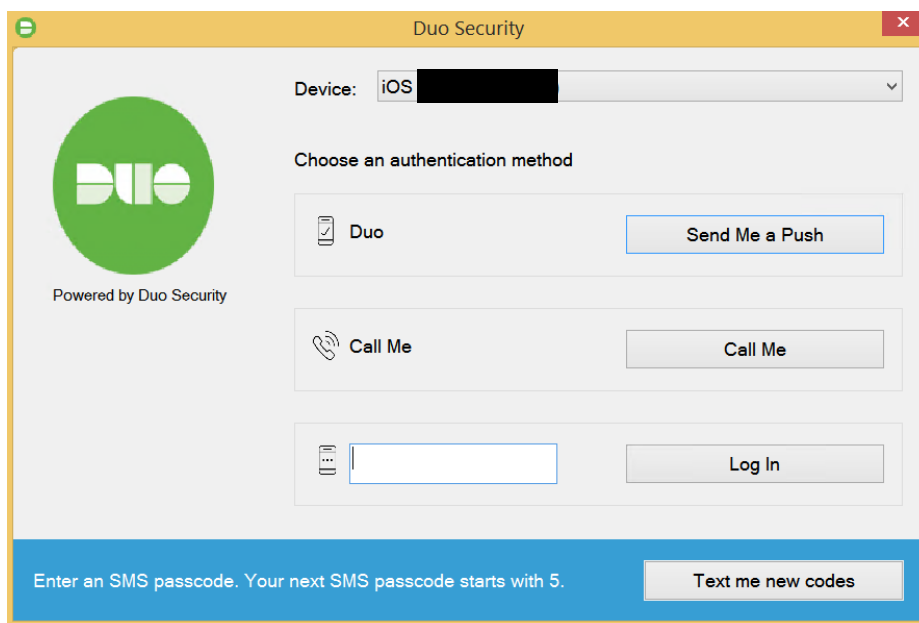 Duo Security
Device: iOS
DUO
Powered by Duo Security
Choose an authentication method
Duo
Send Me a Push
Call Me
Call Me
Log In
Enter an SMS passcode. Your next SMS passcode starts with 5.
Text me new codes